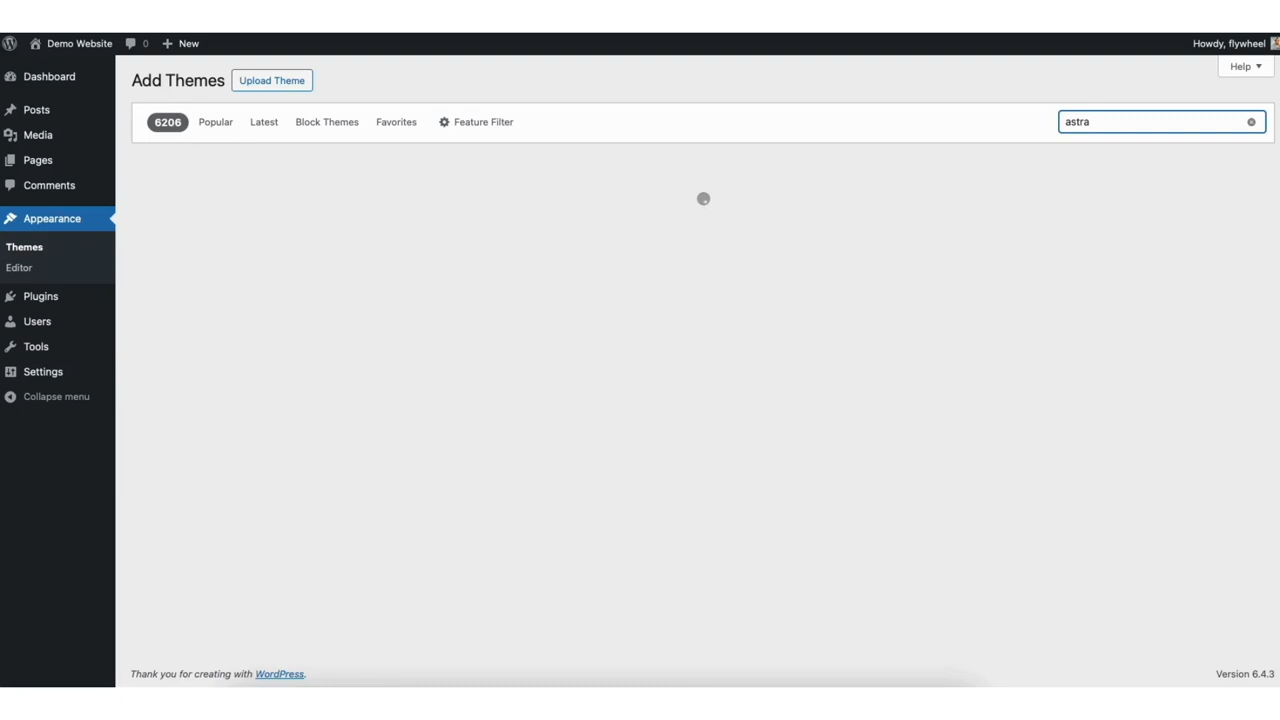 Demo Website 0 New Howdy, flywheel
Help
Add Themes Upload Theme
6206 Popular Latest Block Themes Favorites Feature Filter astra
Dashboard
Posts
Media
Pages
Comments
Appearance
Themes
Editor
Plugins
Users
Tools
Settings
Collapse menu
Thank you for creating with WordPress. Version 6.4.3